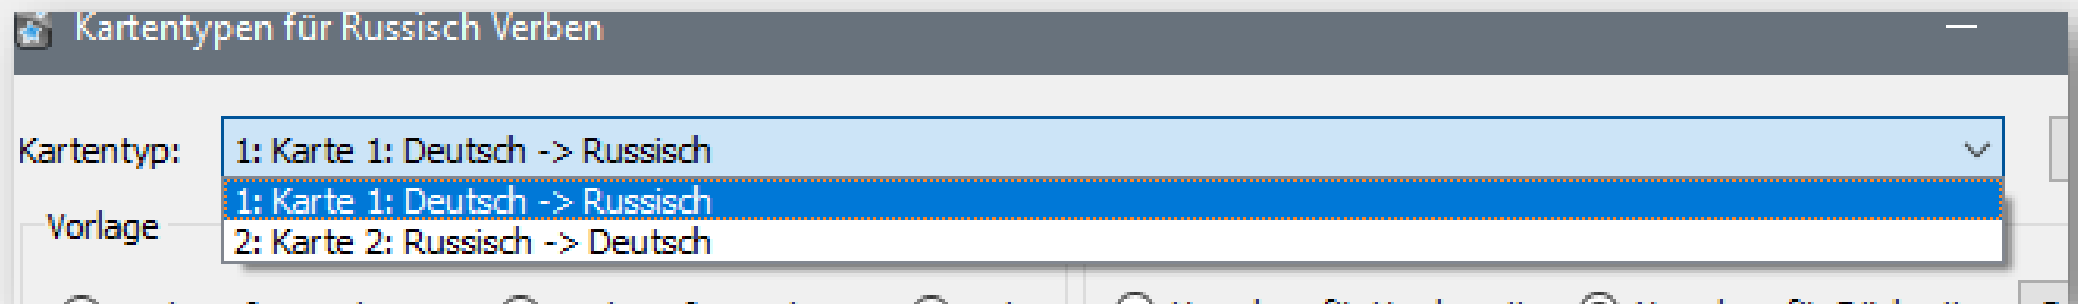 Kartentypen für Russisch Verben
Kartentyp:
1: Karte 1: Deutsch -> Russisch
1: Karte 1: Deutsch -> Russisch
2: Karte 2: Russisch -> Deutsch
Vorlage